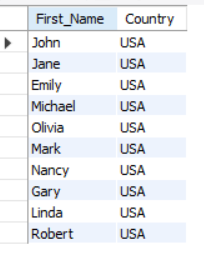 First_Name Country
John USA
Jane USA
Emily USA
Michael USA
Olivia USA
Mark USA
Nancy USA
Gary USA
Linda USA
Robert USA